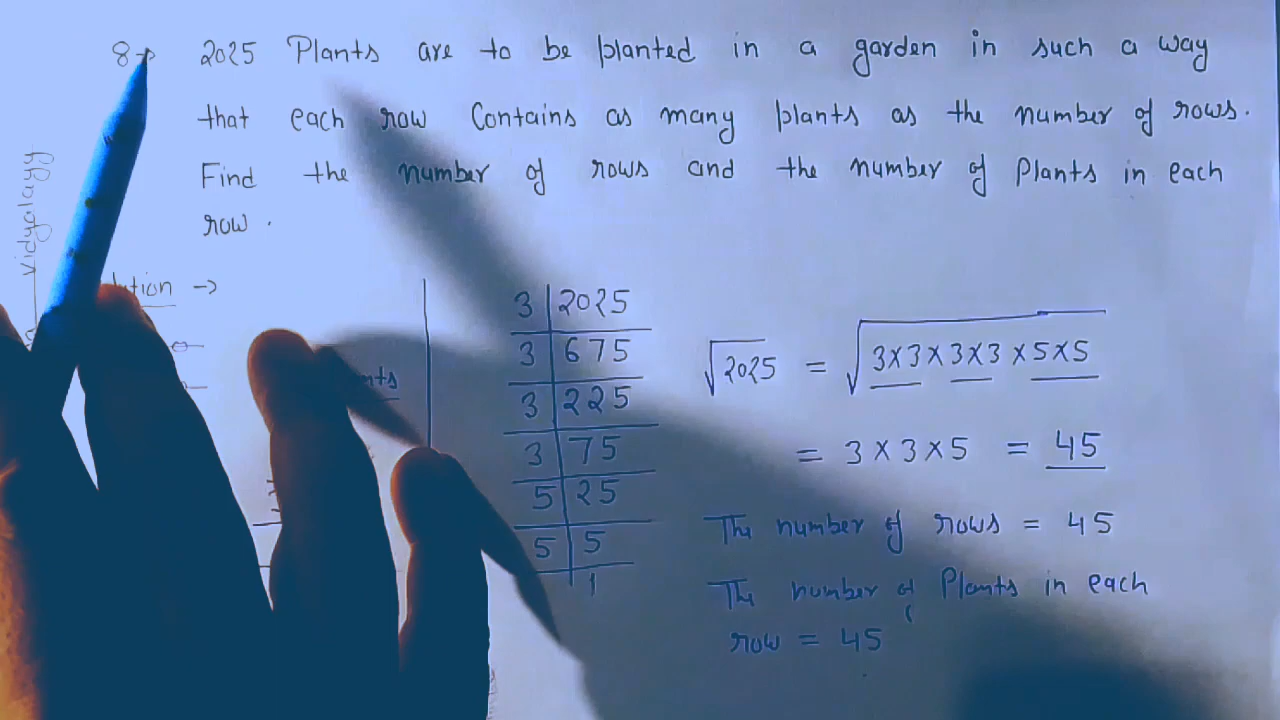 8→ 2025 Plants are to be planted in a garden in such a way
that each row Contains as many plants as the number of rows.
Find the number of rows and the number of Plants in each
row.
Vidyalayy
→
3 | 2025
3 | 675
3 | 225
3 | 75
5 | 25
5 | 5
1
√2025 = √3×3×3×3×5×5
= 3×3×5 = 45
The number of rows = 45
The number of Plants in each
row = 45